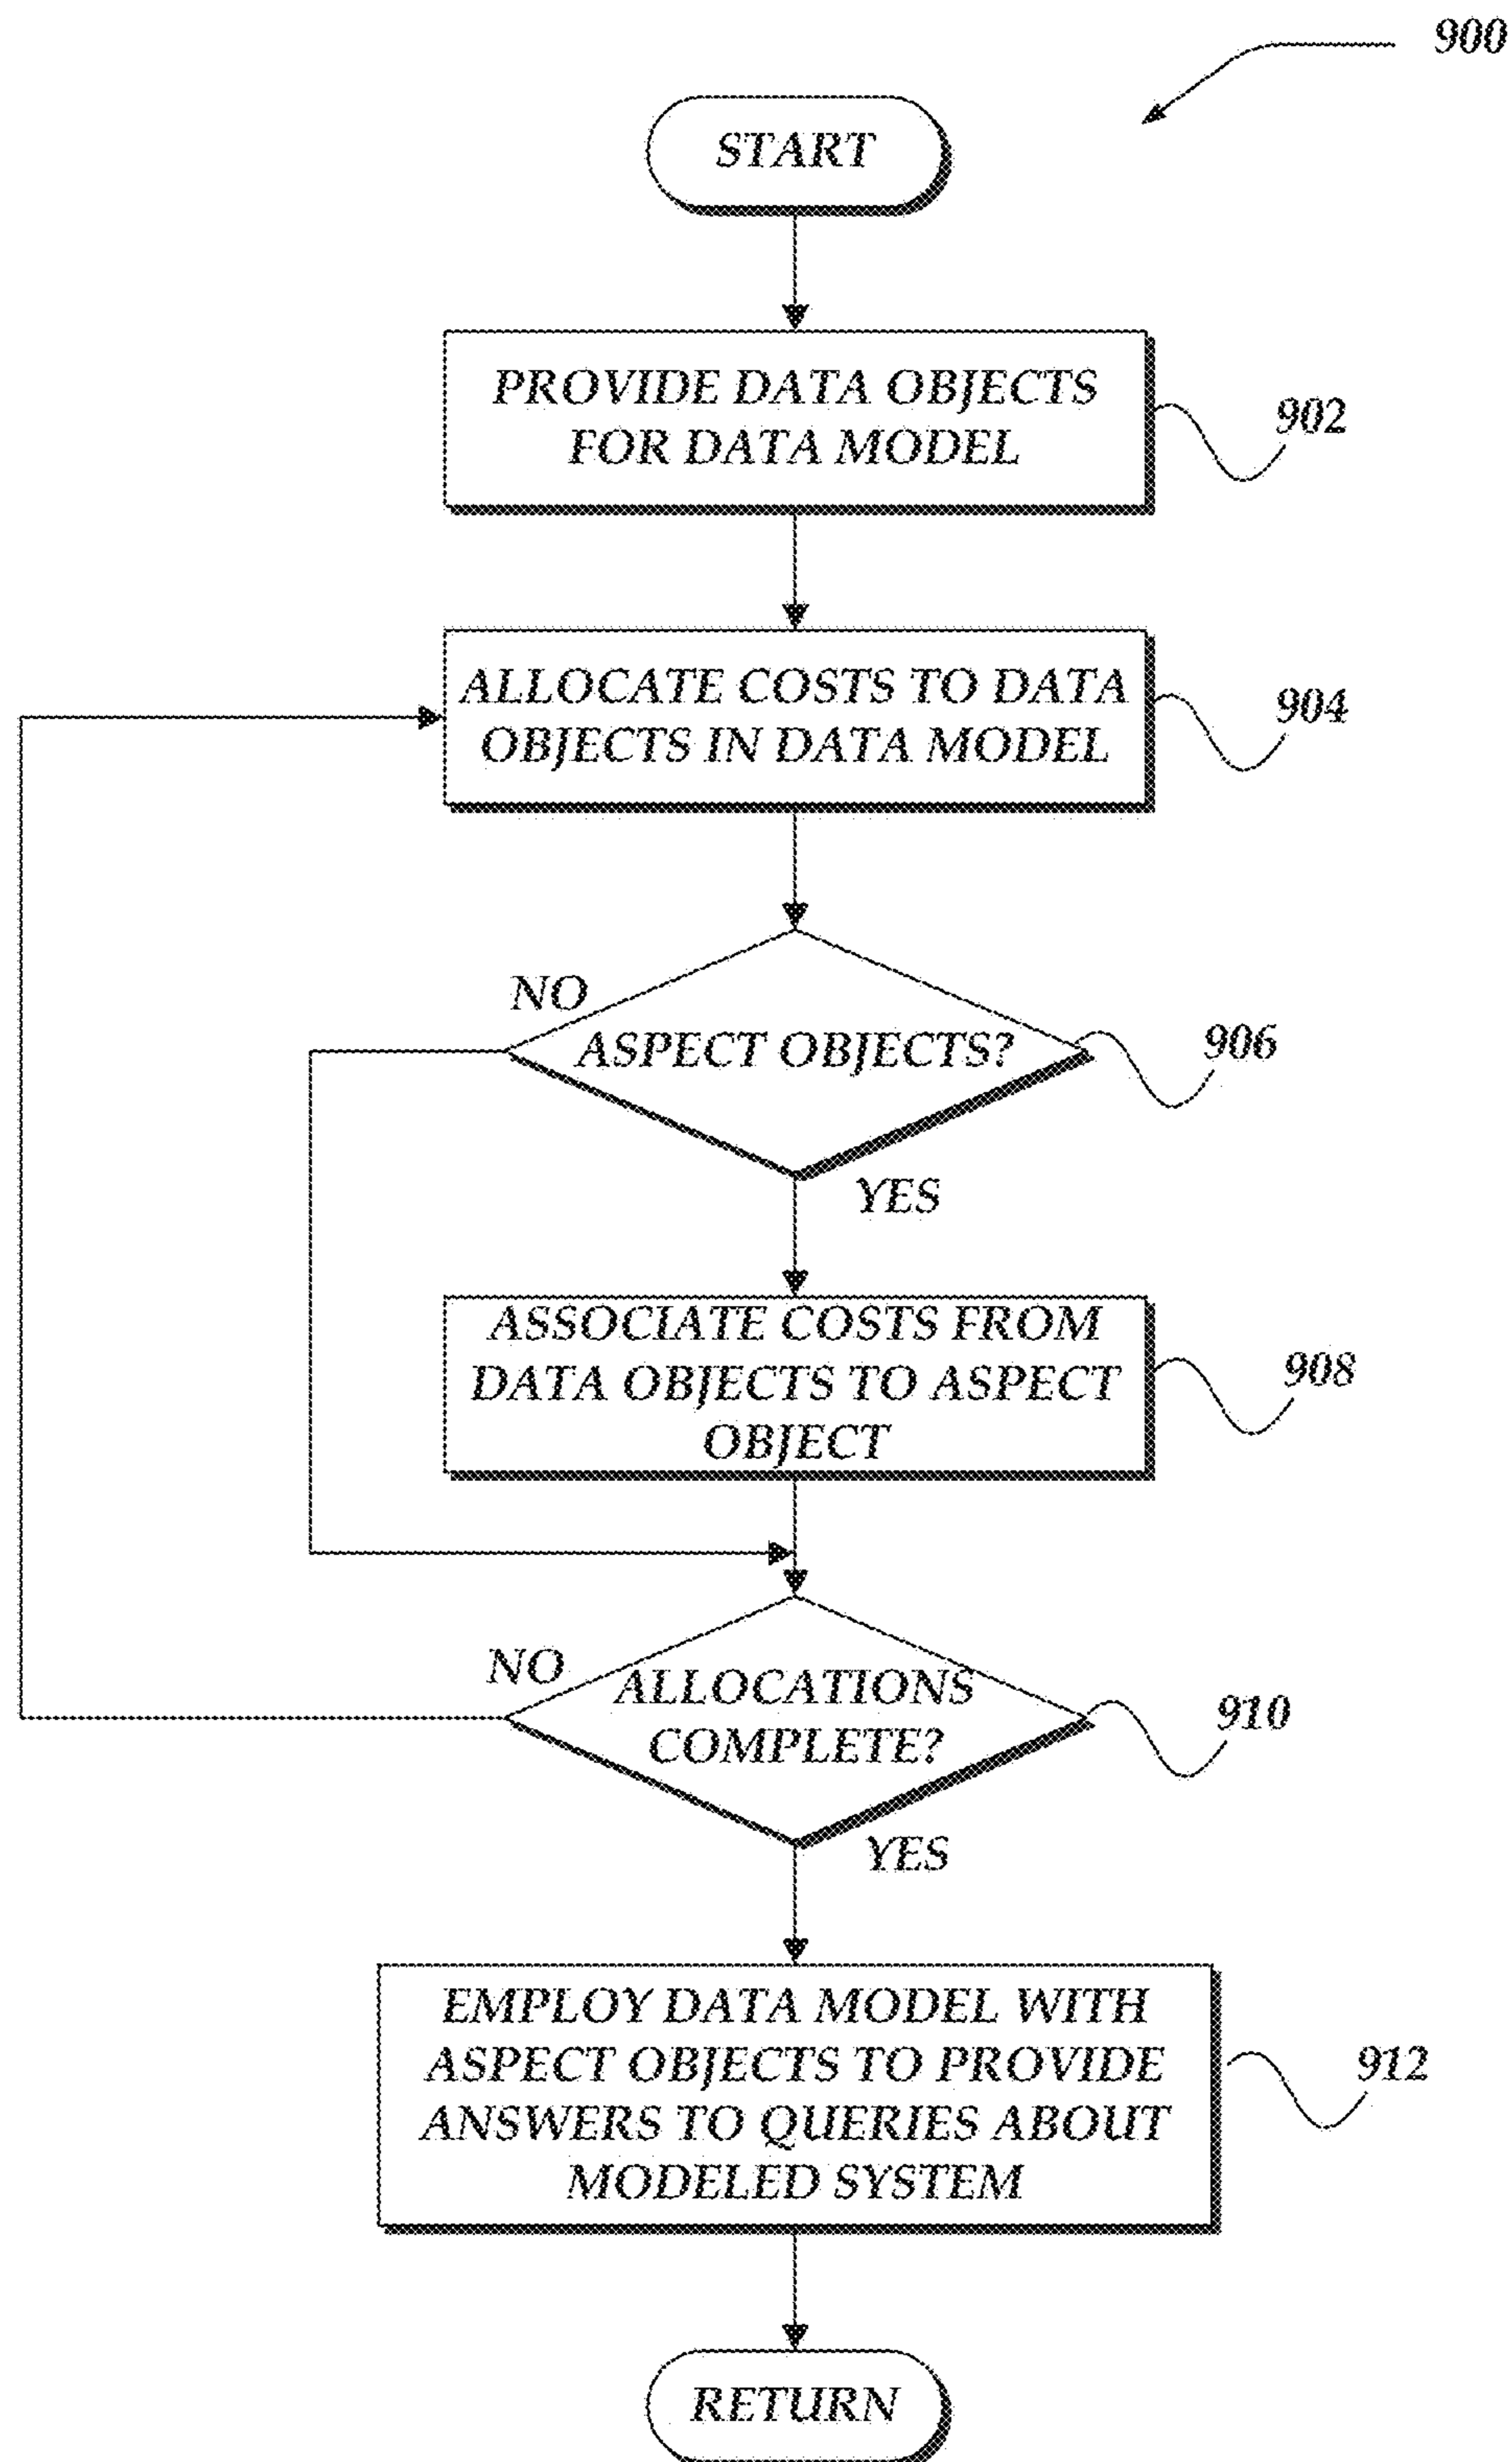 900
START
PROVIDE DATA OBJECTS
FOR DATA MODEL
902
ALLOCATE COSTS TO DATA
OBJECTS IN DATA MODEL
904
NO
ASPECT OBJECTS?
906
YES
ASSOCIATE COSTS FROM
DATA OBJECTS TO ASPECT
OBJECT
908
NO
ALLOCATIONS
COMPLETE?
910
YES
EMPLOY DATA MODEL WITH
ASPECT OBJECTS TO PROVIDE
ANSWERS TO QUERIES ABOUT
MODELED SYSTEM
912
RETURN